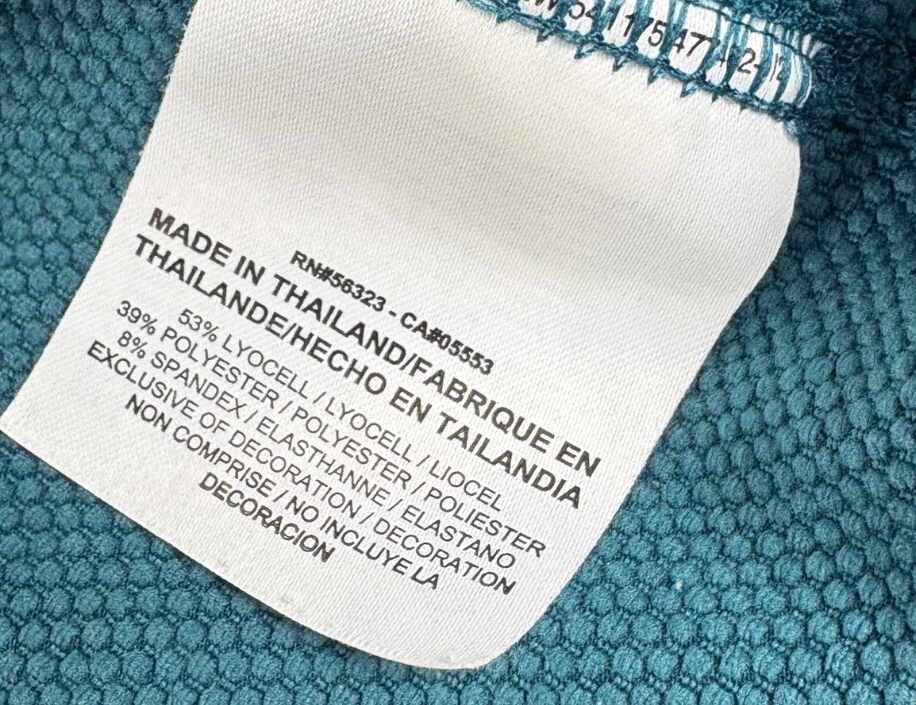 RN#56323 - CA#05553
MADE IN THAILAND/FABRIQUE EN
THAILANDE/HECHO EN TAILANDIA
53% LYOCELL / LYOCELL / LIOCEL
39% POLYESTER / POLYESTER / POLIESTER
8% SPANDEX / ELASTHANNE / ELASTANO
EXCLUSIVE OF DECORATION / DECORATION
NON COMPRISE / NO INCLUYE LA
DECORACION